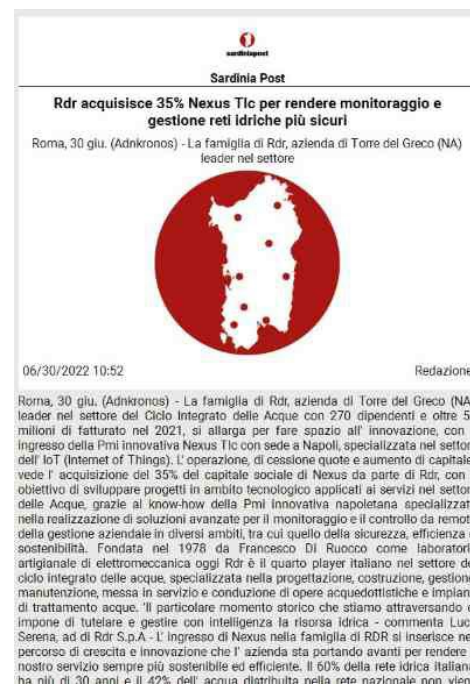 sardiniapost
Sardinia Post
Rdr acquisisce 35% Nexus Tlc per rendere monitoraggio e
gestione reti idriche più sicuri
Roma, 30 giu. (Adnkronos) - La famiglia di Rdr, azienda di Torre del Greco (NA)
leader nel settore
06/30/2022 10:52
Redazione
Roma, 30 giu. (Adnkronos) - La famiglia di Rdr, azienda di Torre del Greco (NA
leader nel settore del Ciclo Integrato delle Acque con 270 dipendenti e oltre 5
milioni di fatturato nel 2021, si allarga per fare spazio all' innovazione, con
ingresso della Pmi innovativa Nexus Tlc con sede a Napoli, specializzata nel settor
dell' IoT (Internet of Things). L' operazione, di cessione quote e aumento di capitale
vede l' acquisizione del 35% del capitale sociale di Nexus da parte di Rdr, con
obiettivo di sviluppare progetti in ambito tecnologico applicati ai servizi nel settor
delle Acque, grazie al know-how della Pmi innovativa napoletana specializzat
nella realizzazione di soluzioni avanzate per il monitoraggio e il controllo da remot
della gestione aziendale in diversi ambiti, tra cui quello della sicurezza, efficienza
sostenibilità. Fondata nel 1978 da Francesco Di Ruocco come laboratori
artigianale di elettromeccanica oggi Rdr è il quarto player italiano nel settore de
ciclo integrato delle acque, specializzata nella progettazione, costruzione, gestione
manutenzione, messa in servizio e conduzione di opere acquedottistiche e impian
di trattamento acque. "Il particolare momento storico che stiamo attraversando
impone di tutelare e gestire con intelligenza la risorsa idrica - commenta Luc
Serena, ad di Rdr S.p.A - L' ingresso di Nexus nella famiglia di RDR si inserisce ne
percorso di crescita e innovazione che l' azienda sta portando avanti per rendere
nostro servizio sempre più sostenibile ed efficiente. Il 60% della rete idrica italian
ha più di 30 anni e il 42% dell' acqua distribuita nella rete nazionale non vien